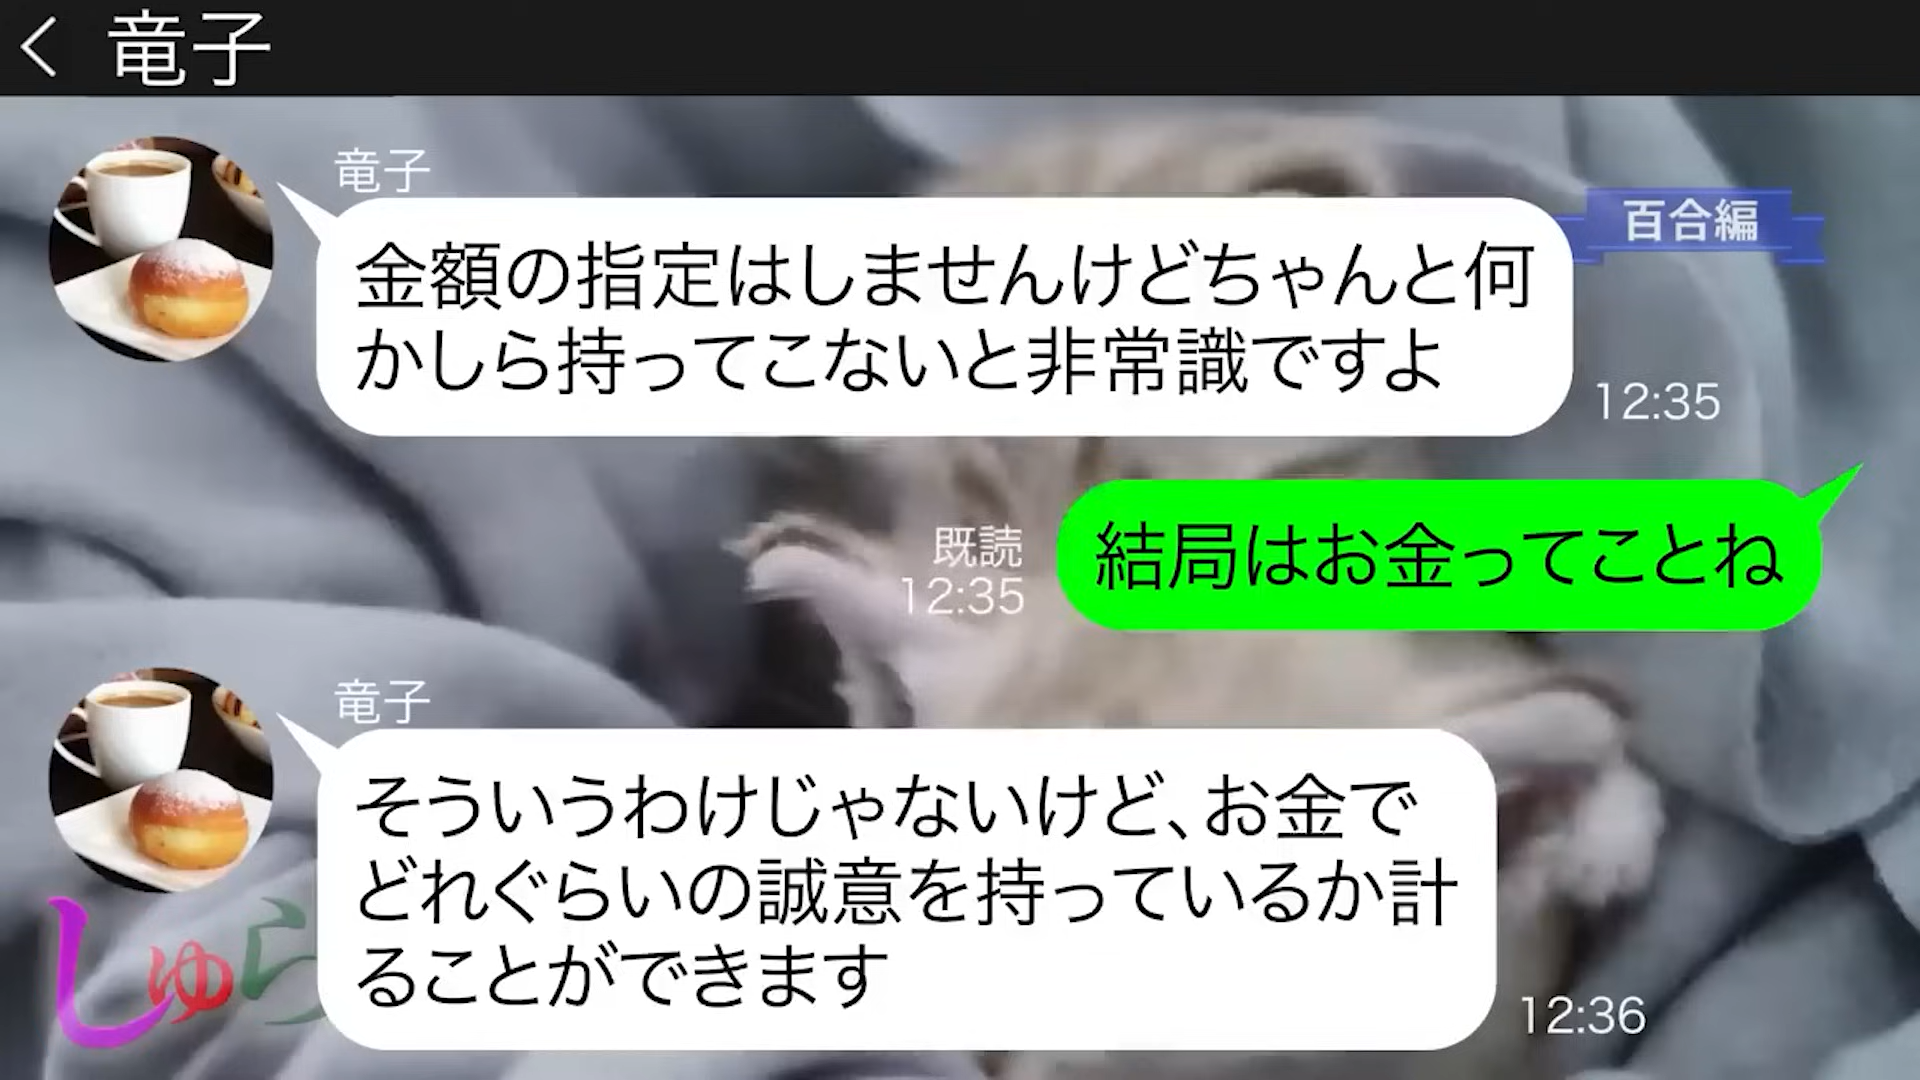 竜子
竜子
百合編
金額の指定はしませんけどちゃんと何
かしら持ってこないと非常識ですよ
12:35
結局はお金ってことね
既読
12:35
竜子
そういうわけじゃないけど、お金で
どれぐらいの誠意を持っているか計
ることができます
12:36
しゅら